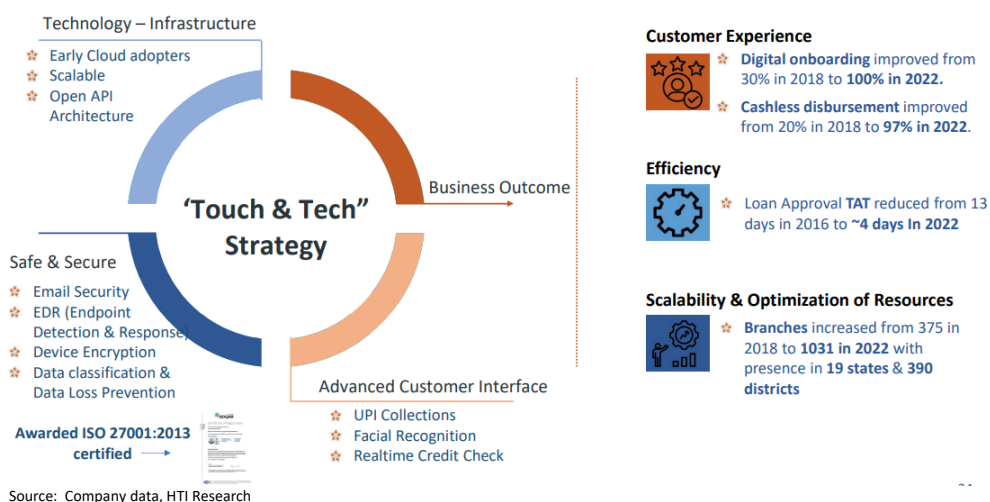 Technology – Infrastructure
Early Cloud adopters
Scalable
Open API
Architecture
‘Touch & Tech”
Strategy
Business Outcome
Safe & Secure
Email Security
EDR (Endpoint
Detection & Response)
Device Encryption
Data classification &
Data Loss Prevention
Awarded ISO 27001:2013
certified
Advanced Customer Interface
UPI Collections
Facial Recognition
Realtime Credit Check
Customer Experience
Digital onboarding improved from
30% in 2018 to 100% in 2022.
Cashless disbursement improved
from 20% in 2018 to 97% in 2022.
Efficiency
Loan Approval TAT reduced from 13
days in 2016 to ~4 days In 2022
Scalability & Optimization of Resources
Branches increased from 375 in
2018 to 1031 in 2022 with
presence in 19 states & 390
districts
Source: Company data, HTI Research